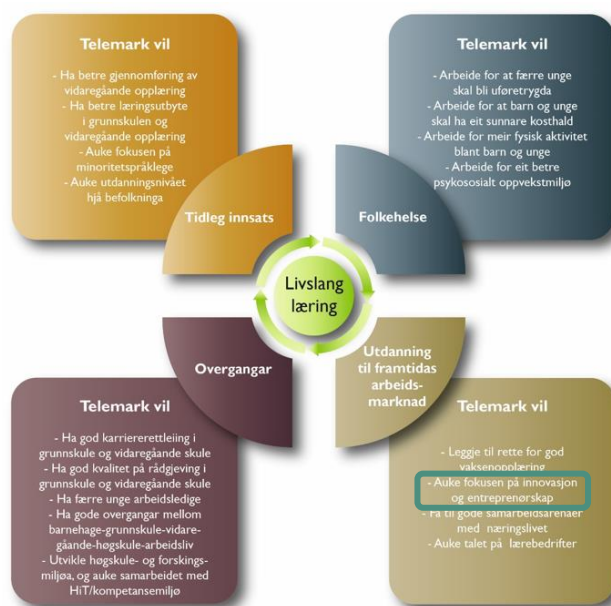 Telemark vil
- Ha betre gjennomføring av
vidaregåande opplæring
- Ha betre læringsutbyte
i grunnskulen og
vidaregåande opplæring
- Auke fokusen på
minoritetspråklege
- Auke utdanningsnivået
hjå befolkninga
Tidleg innsats
Telemark vil
- Arbeide for at færre unge
skal bli uføretrygda
- Arbeide for at barn og unge
skal ha eit sunnare kosthald
- Arbeide for meir fysisk aktivitet
blant barn og unge
- Arbeide for eit betre
psykososialt oppvekstmiljø
Folkehelse
Livslang
læring
Overgangar
Utdanning
til framtidas
arbeids-
marknad
Telemark vil
- Ha god karriererettleiing i
grunnskule og vidaregåande skule
- Ha god kvalitet på rådgjeving i
grunnskule og vidaregåande skule
- Ha færre unge arbeidsledige
- Ha gode overgangar mellom
barnehage-grunnskule-vidare-
gåande-høgskule-arbeidsliv
- Utvikle høgskule- og forskings-
miljøa, og auke samarbeidet med
HiT/kompetansemiljø
Telemark vil
- Leggje til rette for god
vaksenopplæring
- Auke fokusen på innovasjon
og entreprenørskap
- Få til gode samarbeidsarenaer
med næringslivet
- Auke talet på lærebedrifter